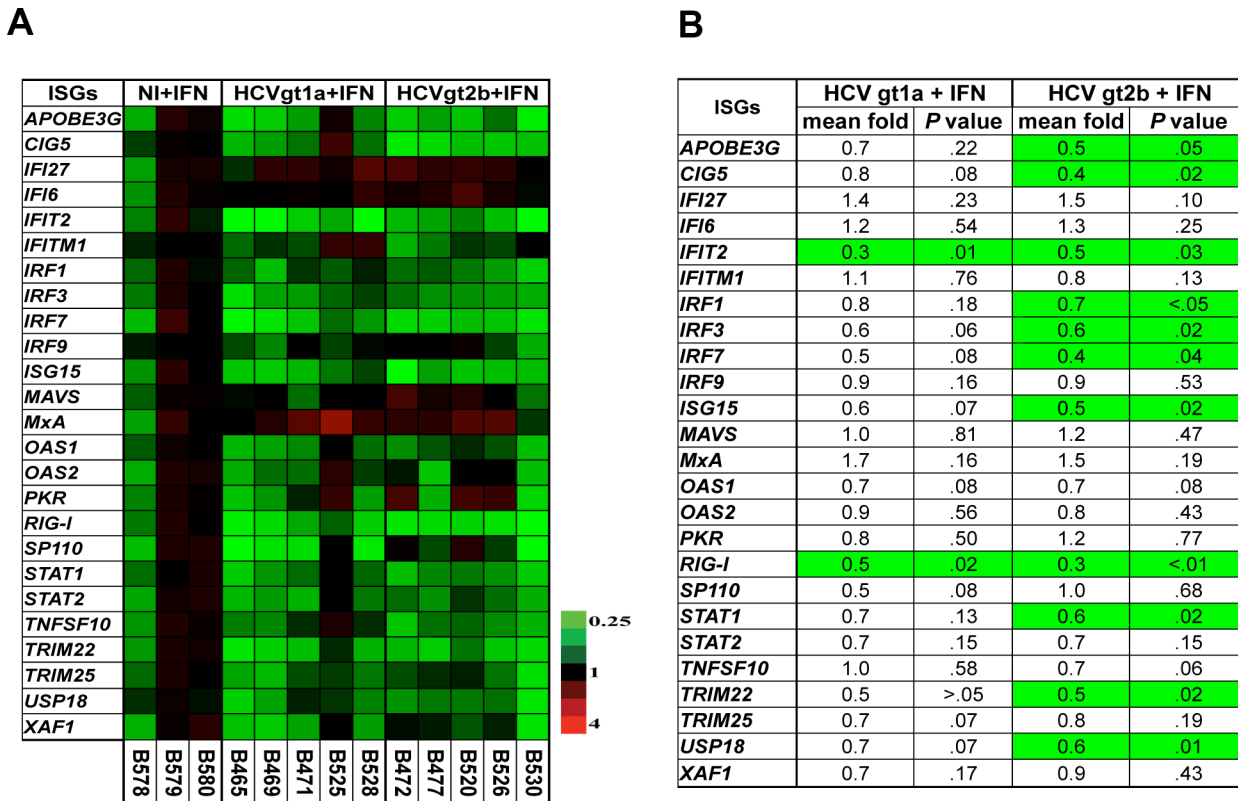 A
ISGs NI+IFN HCVgt1a+IFN HCVgt2b+IFN
APOBE3G
CIG5
IFI27
IFI6
IFIT2
IFITM1
IRF1
IRF3
IRF7
IRF9
ISG15
MAVS
MxA
OAS1
OAS2
PKR
RIG-I
SP110
STAT1
STAT2
TNFSF10
TRIM22
TRIM25
USP18
XAF1
B578 B579 B580 B465 B469 B471 B525 B528 B472 B477 B520 B526 B530
0.25
1
4
B
ISGs HCV gt1a + IFN HCV gt2b + IFN
mean fold P value mean fold P value
APOBE3G 0.7 .22 0.5 .05
CIG5 0.8 .08 0.4 .02
IFI27 1.4 .23 1.5 .10
IFI6 1.2 .54 1.3 .25
IFIT2 0.3 .01 0.5 .03
IFITM1 1.1 .76 0.8 .13
IRF1 0.8 .18 0.7 <.05
IRF3 0.6 .06 0.6 .02
IRF7 0.5 .08 0.4 .04
IRF9 0.9 .16 0.9 .53
ISG15 0.6 .07 0.5 .02
MAVS 1.0 .81 1.2 .47
MxA 1.7 .16 1.5 .19
OAS1 0.7 .08 0.7 .08
OAS2 0.9 .56 0.8 .43
PKR 0.8 .50 1.2 .77
RIG-I 0.5 .02 0.3 <.01
SP110 0.5 .08 1.0 .68
STAT1 0.7 .13 0.6 .02
STAT2 0.7 .15 0.7 .15
TNFSF10 1.0 .58 0.7 .06
TRIM22 0.5 >.05 0.5 .02
TRIM25 0.7 .07 0.8 .19
USP18 0.7 .07 0.6 .01
XAF1 0.7 .17 0.9 .43